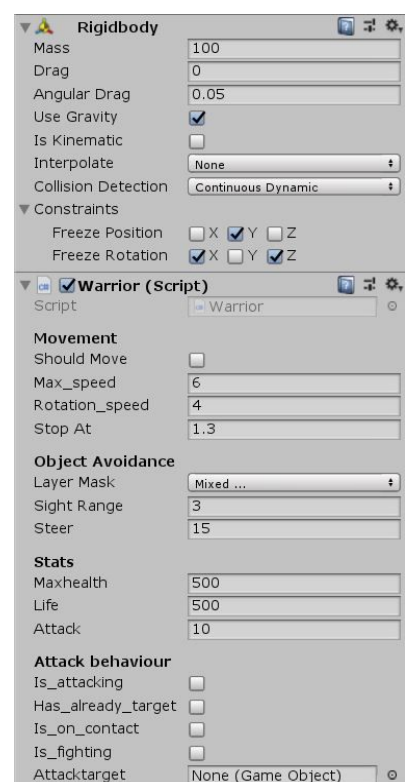 Rigidbody
Mass 100
Drag 0
Angular Drag 0.05
Use Gravity
Is Kinematic
Interpolate None
Collision Detection Continuous Dynamic
Constraints
Freeze Position X Y Z
Freeze Rotation X Y Z
Warrior (Script)
Script Warrior
Movement
Should Move
Max_speed 6
Rotation_speed 4
Stop At 1.3
Object Avoidance
Layer Mask Mixed ...
Sight Range 3
Steer 15
Stats
Maxhealth 500
Life 500
Attack 10
Attack behaviour
Is_attacking
Has_already_target
Is_on_contact
Is_fighting
Attacktarget None (Game Object)